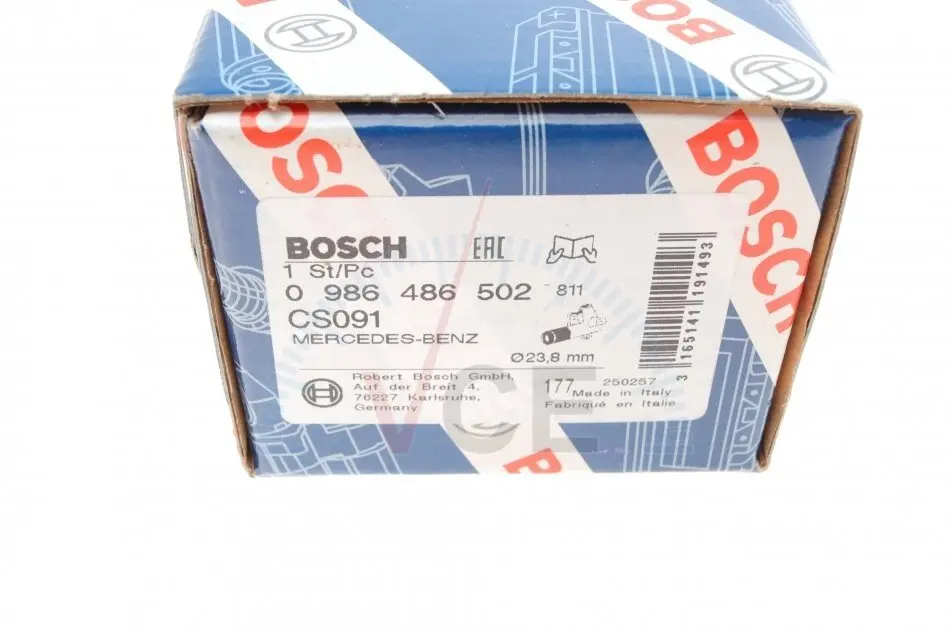 BOSCH
BOSCH
BOSC
BOSCH
BOSCH
EAC
1 St/Pc
0 986 486 502
811
CS091
MERCEDES-BENZ
Ø23,8 mm
Robert Bosch GmbH,
Auf der Breit 4,
76227 Karlsruhe,
Germany
177
250257
Made in Italy
Fabriqué en Italie
3 165141 191493
VCE
B